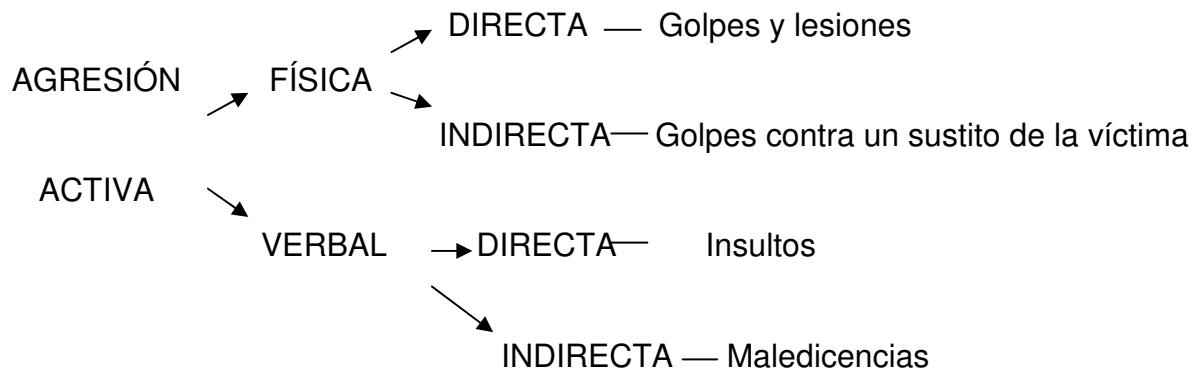 DIRECTA — Golpes y lesiones
AGRESIÓN FÍSICA
INDIRECTA — Golpes contra un sustito de la víctima
ACTIVA
VERBAL DIRECTA — Insultos
INDIRECTA — Maledicencias